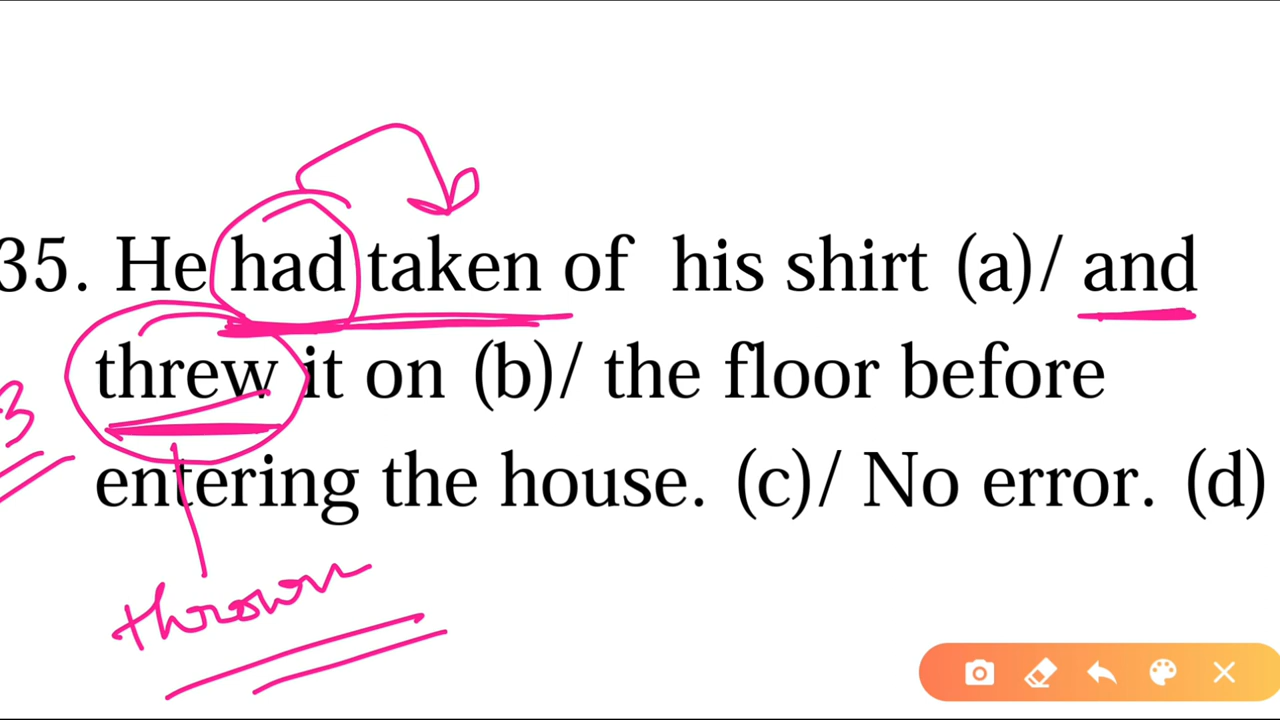 35. He had taken of his shirt (a)/ and
threw it on (b)/ the floor before
3
entering the house. (c)/ No error. (d)
thrown